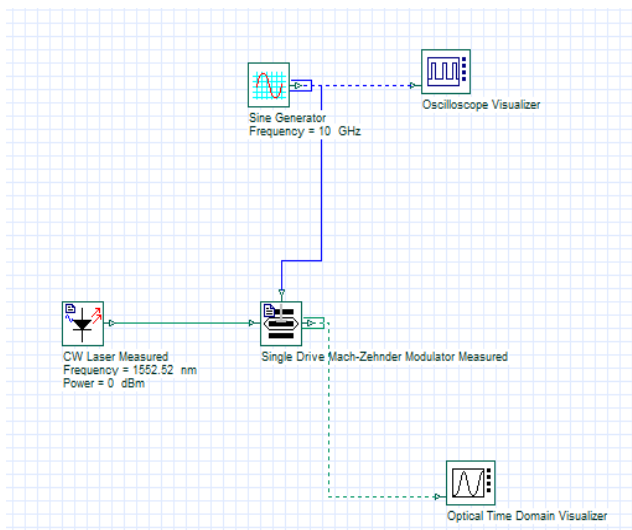 Oscilloscope Visualizer
Sine Generator
Frequency = 10 GHz
CW Laser Measured
Frequency = 1552.52 nm
Power = 0 dBm
Single Drive Mach-Zehnder Modulator Measured
Optical Time Domain Visualizer